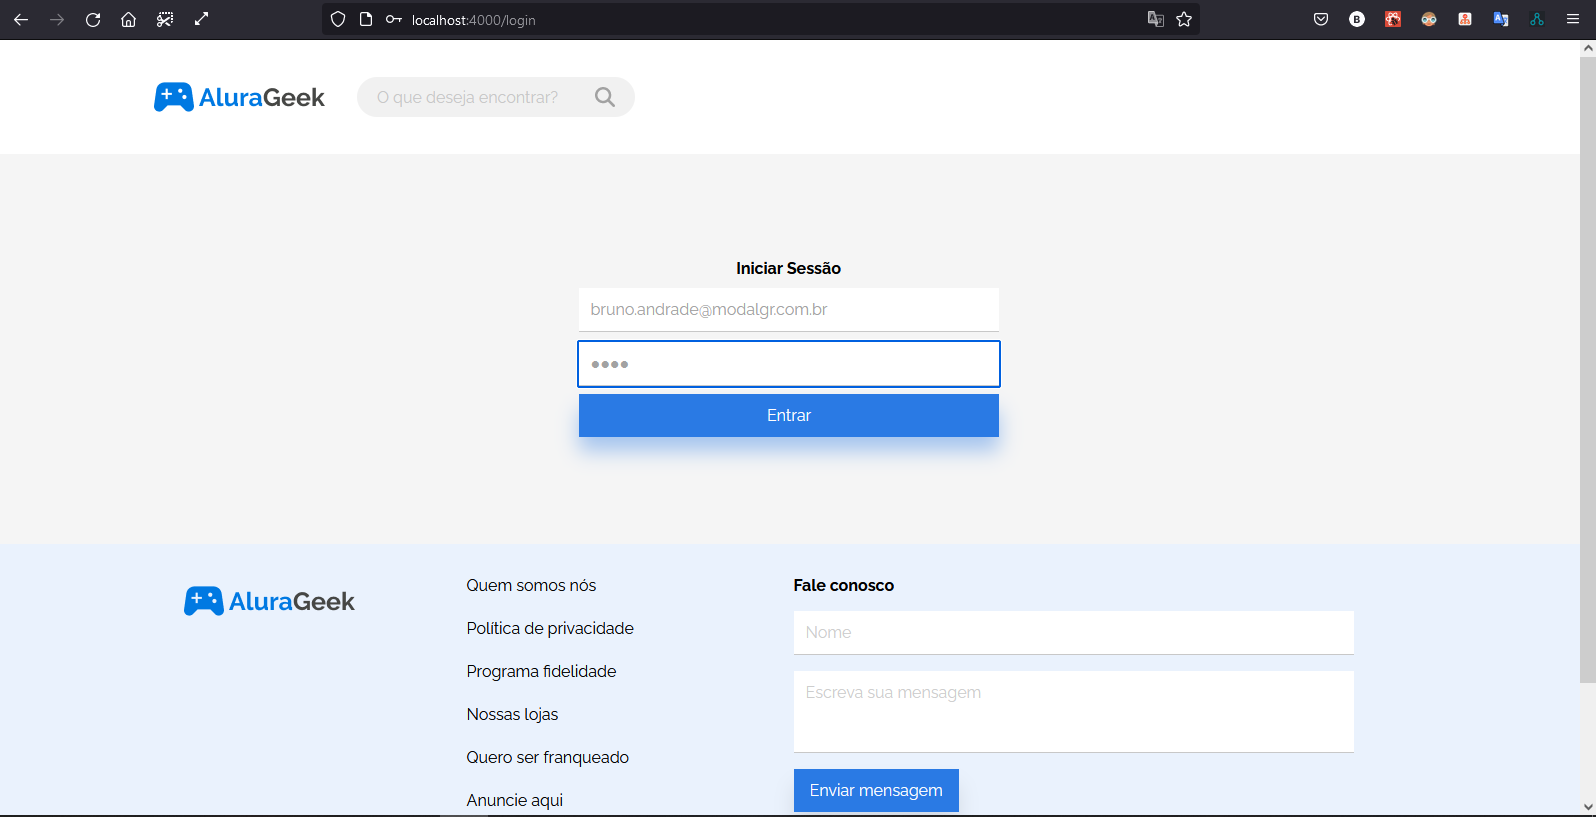 localhost:4000/login
AluraGeek
O que deseja encontrar?
Iniciar Sessão
bruno.andrade@modalgr.com.br
Entrar
AluraGeek
Quem somos nós
Política de privacidade
Programa fidelidade
Nossas lojas
Quero ser franqueado
Anuncie aqui
Fale conosco
Nome
Escreva sua mensagem
Enviar mensagem